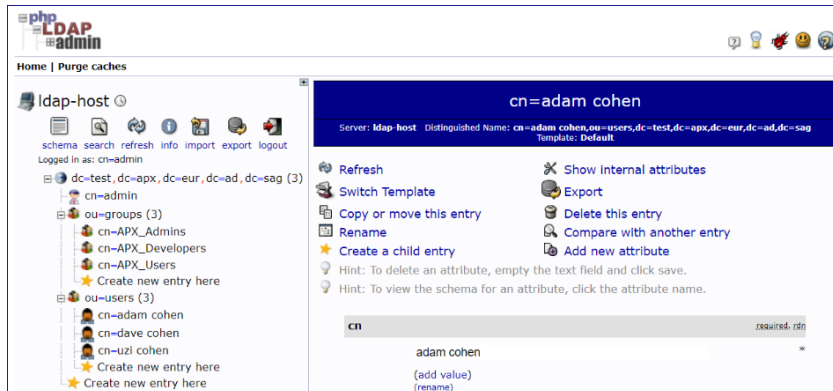 php
LDAP
admin
Home | Purge caches
ldap-host
schema search refresh info import export logout
Logged in as: cn=admin
dc=test,dc=apx,dc=eur,dc=ad,dc=sag (3)
cn=admin
ou=groups (3)
cn=APX_Admins
cn=APX_Developers
cn=APX_Users
Create new entry here
ou=users (3)
cn=adam cohen
cn=dave cohen
cn=uzi cohen
Create new entry here
Create new entry here
cn=adam cohen
Server: ldap-host Distinguished Name: cn=adam cohen,ou=users,dc=test,dc=apx,dc=eur,dc=ad,dc=sag
Template: Default
Refresh Show internal attributes
Switch Template Export
Copy or move this entry Delete this entry
Rename Compare with another entry
Create a child entry Add new attribute
Hint: To delete an attribute, empty the text field and click save.
Hint: To view the schema for an attribute, click the attribute name.
cn required, rdn
adam cohen *
(add value)
(rename)